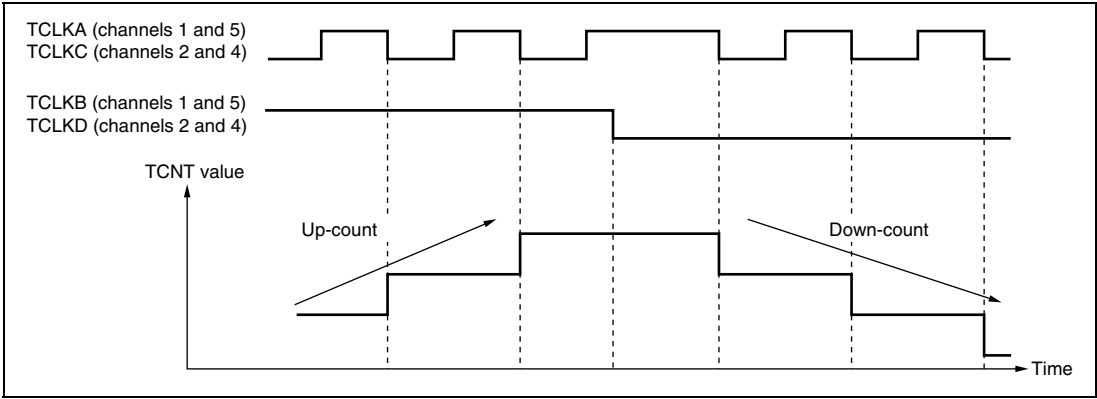 TCLKA (channels 1 and 5)
TCLKC (channels 2 and 4)
TCLKB (channels 1 and 5)
TCLKD (channels 2 and 4)
TCNT value
Up-count
Down-count
Time